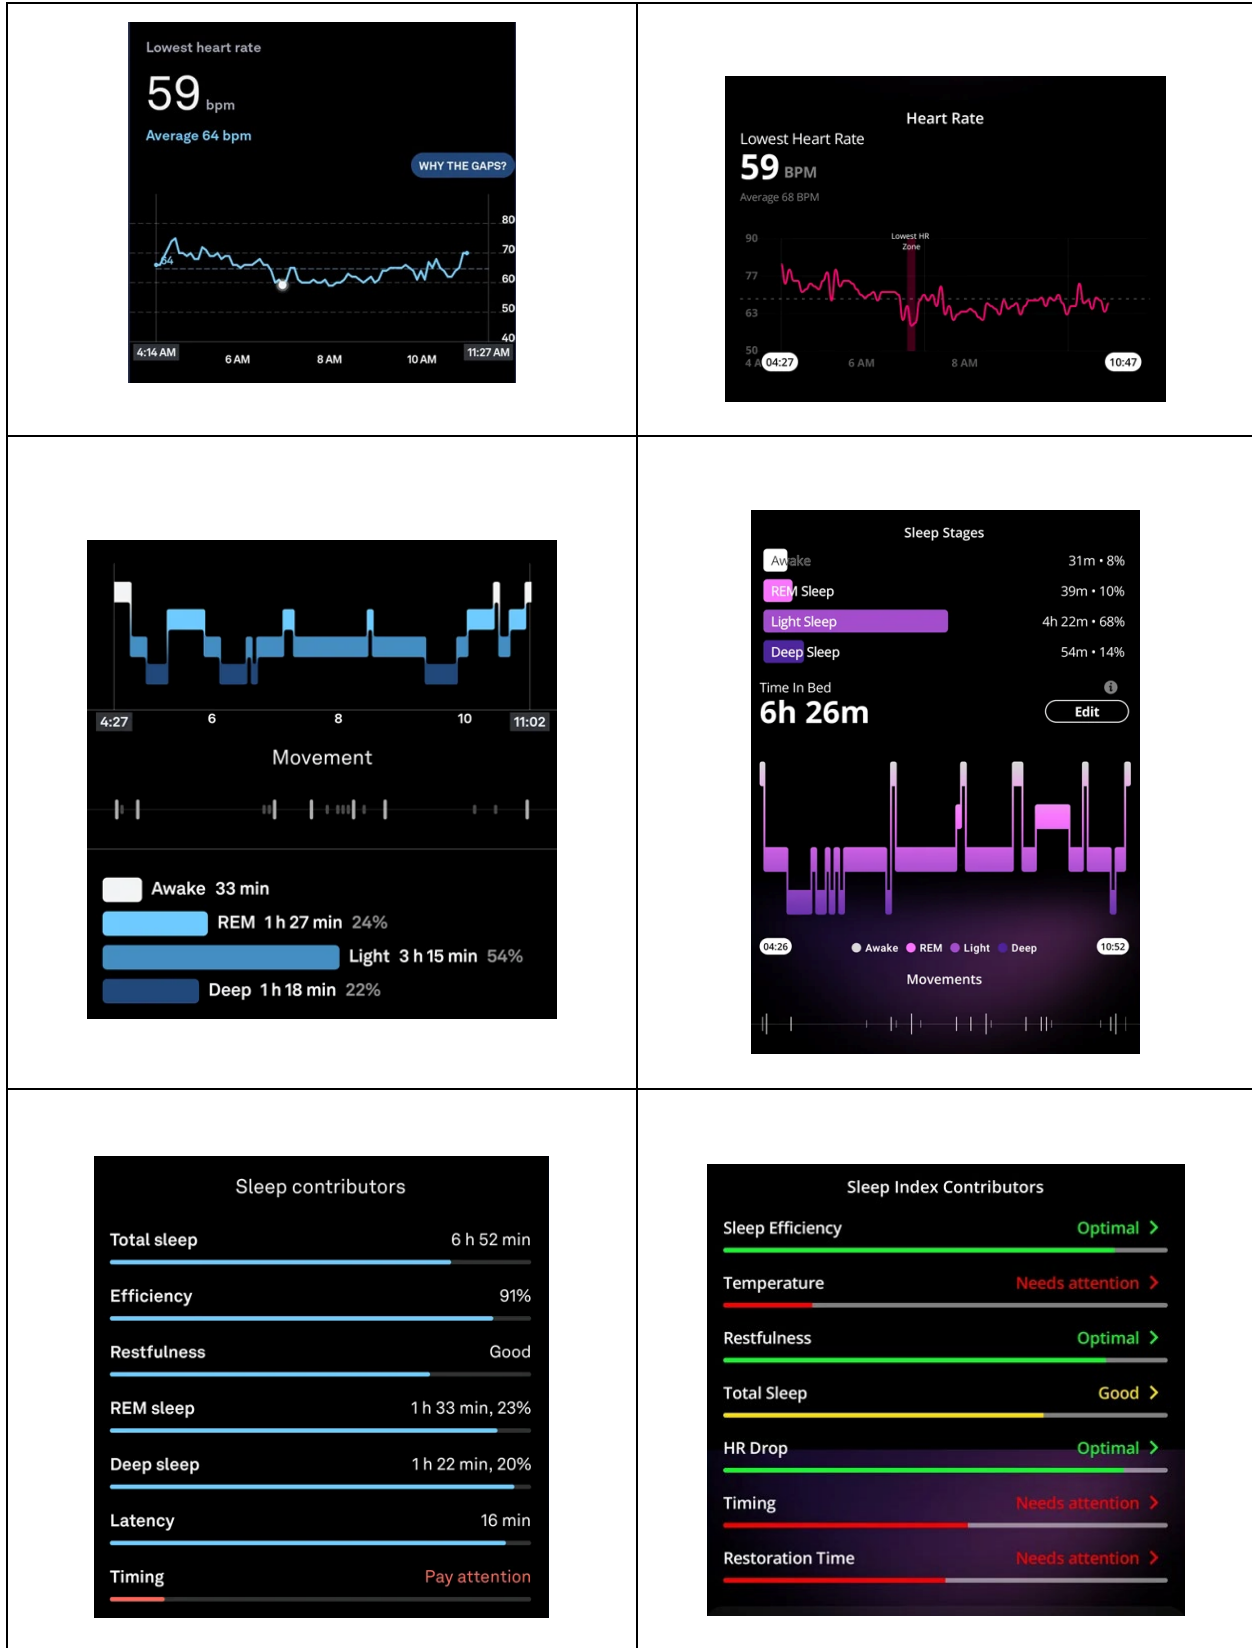 Lowest heart rate
59 bpm
Average 64 bpm
WHY THE GAPS?
80
70
64
60
50
40
4:14 AM 6 AM 8 AM 10 AM 11:27 AM
Heart Rate
Lowest Heart Rate
59 BPM
Average 68 BPM
Lowest HR
Zone
90
77
63
50
4 A 04:27 6 AM 8 AM 10:47
4:27 6 8 10 11:02
Movement
Awake 33 min
REM 1 h 27 min 24%
Light 3 h 15 min 54%
Deep 1 h 18 min 22%
Sleep Stages
Awake 31m • 8%
REM Sleep 39m • 10%
Light Sleep 4h 22m • 68%
Deep Sleep 54m • 14%
Time In Bed i
6h 26m Edit
04:26 Awake REM Light Deep 10:52
Movements
Sleep contributors
Total sleep 6 h 52 min
Efficiency 91%
Restfulness Good
REM sleep 1 h 33 min, 23%
Deep sleep 1 h 22 min, 20%
Latency 16 min
Timing Pay attention
Sleep Index Contributors
Sleep Efficiency Optimal >
Temperature Needs attention >
Restfulness Optimal >
Total Sleep Good >
HR Drop Optimal >
Timing Needs attention >
Restoration Time Needs attention >